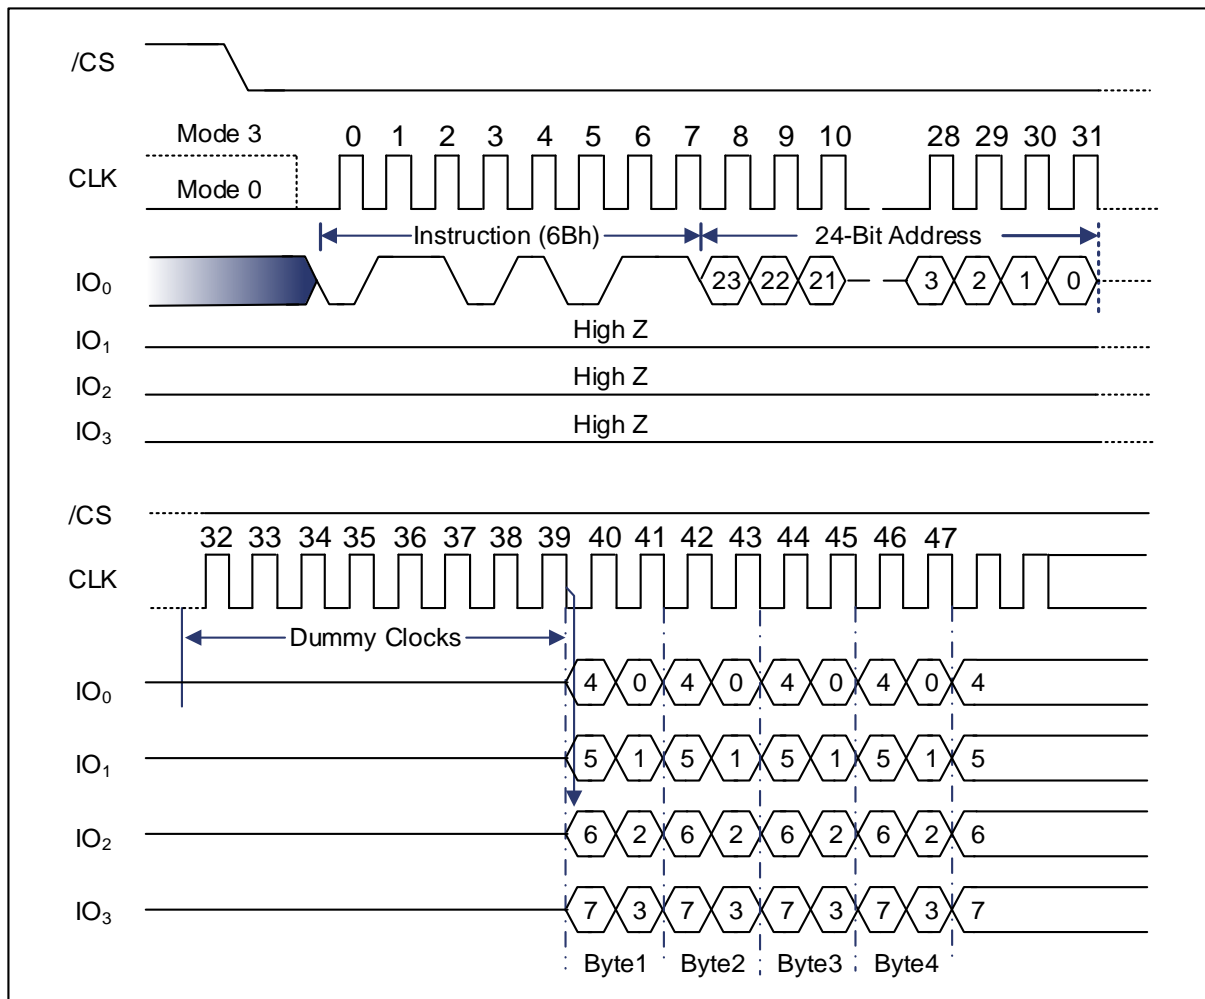 /CS
Mode 3
0 1 2 3 4 5 6 7 8 9 10 28 29 30 31
CLK
Mode 0
Instruction (6Bh) 24-Bit Address
IO0 23 22 21 3 2 1 0
IO1 High Z
IO2 High Z
IO3 High Z
/CS
32 33 34 35 36 37 38 39 40 41 42 43 44 45 46 47
CLK
Dummy Clocks
IO0 4 0 4 0 4 0 4 0 4
IO1 5 1 5 1 5 1 5 1 5
IO2 6 2 6 2 6 2 6 2 6
IO3 7 3 7 3 7 3 7 3 7
Byte1 Byte2 Byte3 Byte4